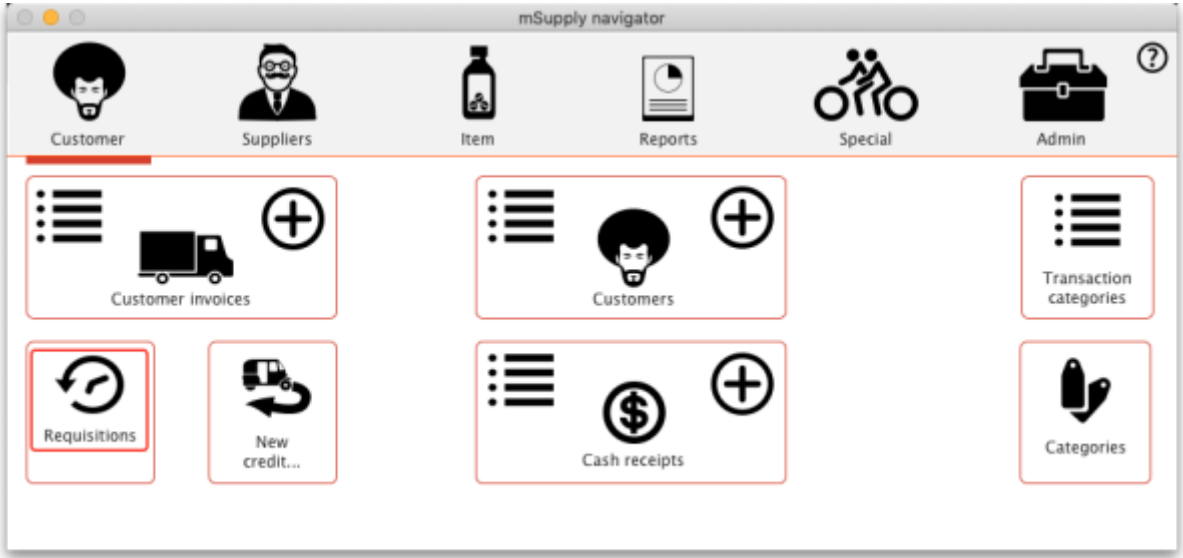 mSupply navigator
?
Customer
Suppliers
Item
Reports
Special
Admin
Customer invoices
Customers
Transaction
categories
Requisitions
New
credit...
$
Cash receipts
Categories